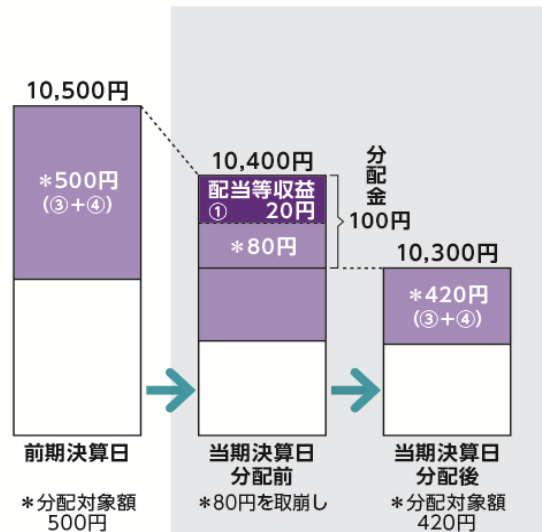 10,500円
＊500円
(③＋④)
前期決算日
＊分配対象額
500円
10,400円
配当等収益
① 20円
＊80円
分配金
100円
当期決算日
分配前
＊80円を取崩し
10,300円
＊420円
(③＋④)
当期決算日
分配後
＊分配対象額
420円